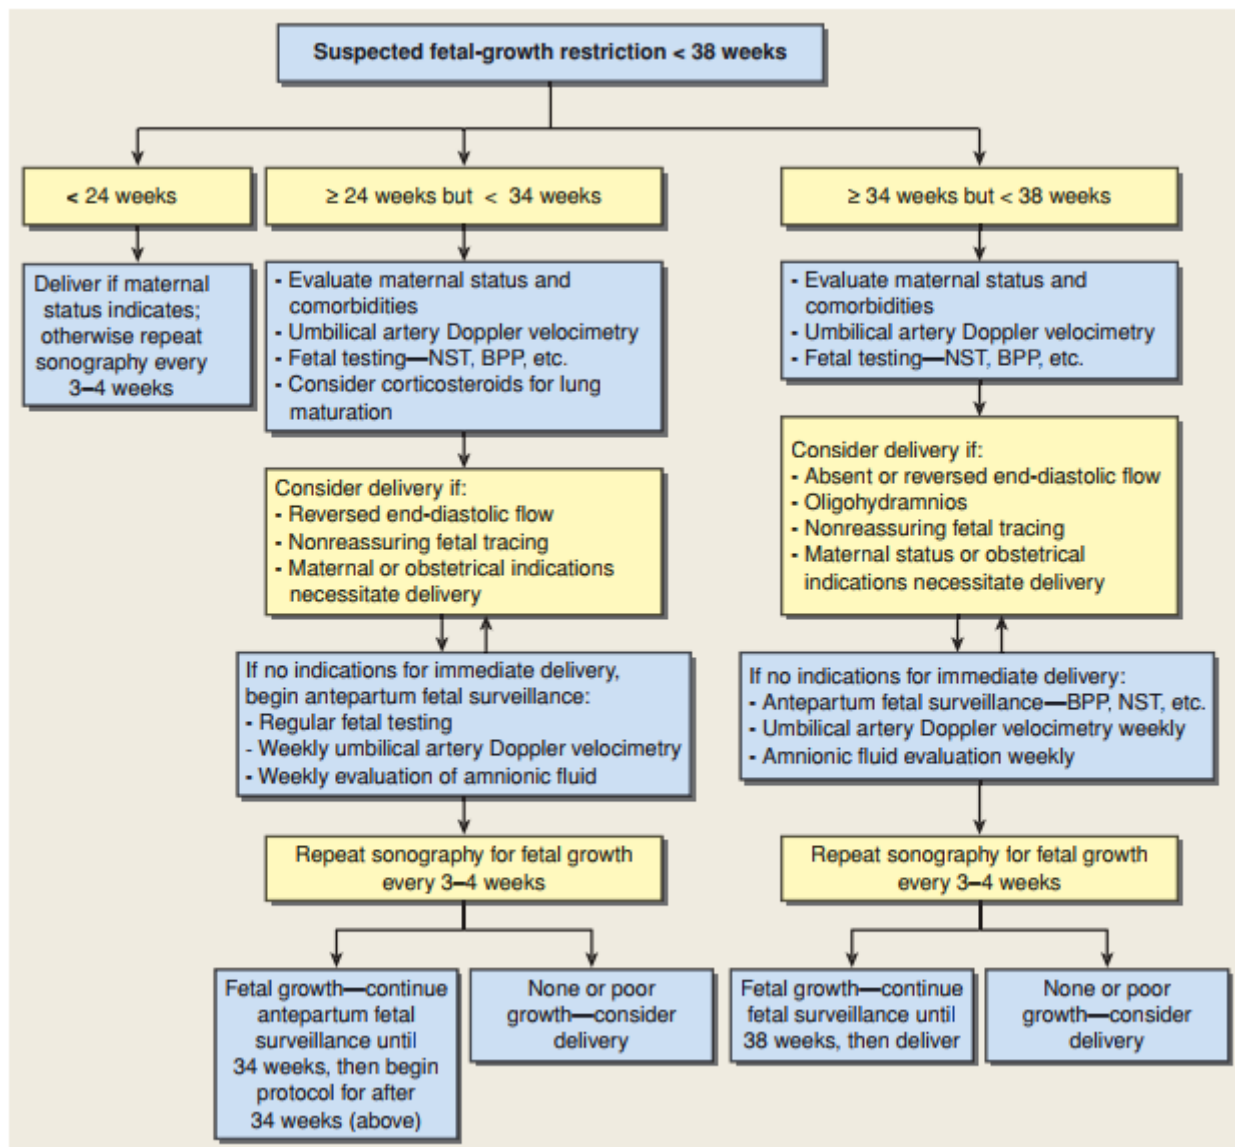 Suspected fetal-growth restriction < 38 weeks
< 24 weeks
≥ 24 weeks but < 34 weeks
≥ 34 weeks but < 38 weeks
Deliver if maternal
status indicates;
otherwise repeat
sonography every
3–4 weeks
- Evaluate maternal status and
comorbidities
- Umbilical artery Doppler velocimetry
- Fetal testing—NST, BPP, etc.
- Consider corticosteroids for lung
maturation
- Evaluate maternal status and
comorbidities
- Umbilical artery Doppler velocimetry
- Fetal testing—NST, BPP, etc.
Consider delivery if:
- Reversed end-diastolic flow
- Nonreassuring fetal tracing
- Maternal or obstetrical indications
necessitate delivery
Consider delivery if:
- Absent or reversed end-diastolic flow
- Oligohydramnios
- Nonreassuring fetal tracing
- Maternal status or obstetrical
indications necessitate delivery
If no indications for immediate delivery,
begin antepartum fetal surveillance:
- Regular fetal testing
- Weekly umbilical artery Doppler velocimetry
- Weekly evaluation of amnionic fluid
If no indications for immediate delivery:
- Antepartum fetal surveillance—BPP, NST, etc.
- Umbilical artery Doppler velocimetry weekly
- Amnionic fluid evaluation weekly
Repeat sonography for fetal growth
every 3–4 weeks
Repeat sonography for fetal growth
every 3–4 weeks
Fetal growth—continue
antepartum fetal
surveillance until
34 weeks, then begin
protocol for after
34 weeks (above)
None or poor
growth—consider
delivery
Fetal growth—continue
fetal surveillance until
38 weeks, then deliver
None or poor
growth—consider
delivery